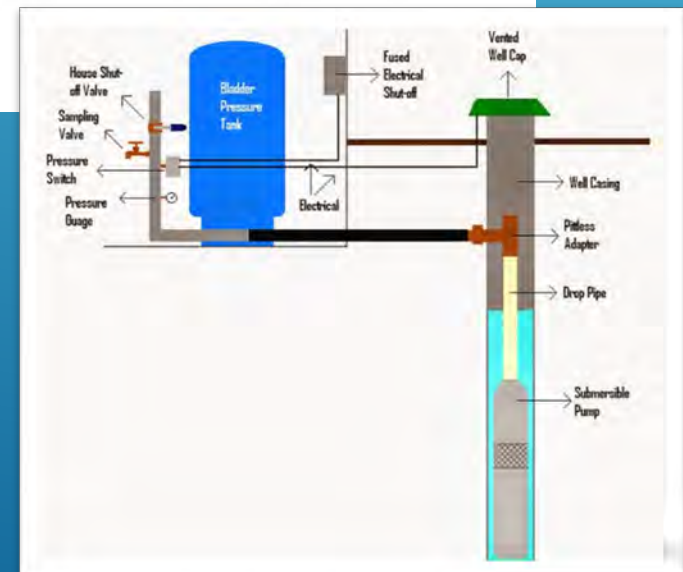 Vented
Well Cap
Fused
Electrical
Shut-off
House Shut-
off Valve
Bladder
Pressure
Tank
Sampling
Valve
Pressure
Switch
Well Casing
Pressure
Guage
Electrical
Pittless
Adapter
Drop Pipe
Submersible
Pump